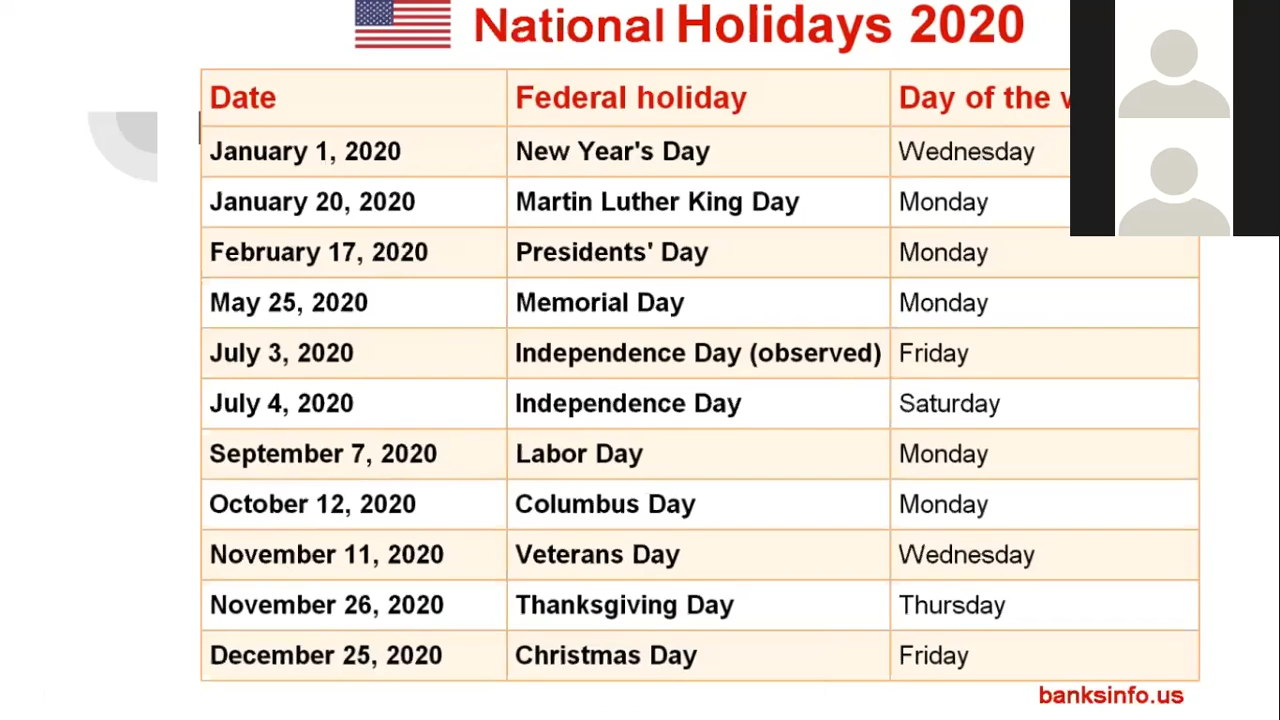 National Holidays 2020
Date Federal holiday Day of the
January 1, 2020 New Year's Day Wednesday
January 20, 2020 Martin Luther King Day Monday
February 17, 2020 Presidents' Day Monday
May 25, 2020 Memorial Day Monday
July 3, 2020 Independence Day (observed) Friday
July 4, 2020 Independence Day Saturday
September 7, 2020 Labor Day Monday
October 12, 2020 Columbus Day Monday
November 11, 2020 Veterans Day Wednesday
November 26, 2020 Thanksgiving Day Thursday
December 25, 2020 Christmas Day Friday
banksinfo.us